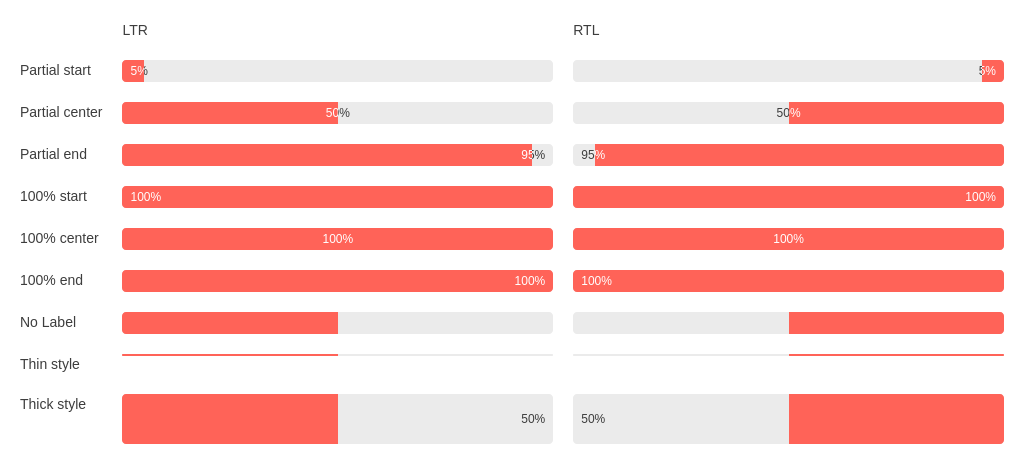 LTR RTL
Partial start 5% 5%
Partial center 50% 50%
Partial end 95% 95%
100% start 100% 100%
100% center 100% 100%
100% end 100% 100%
No Label
Thin style
Thick style 50% 50%